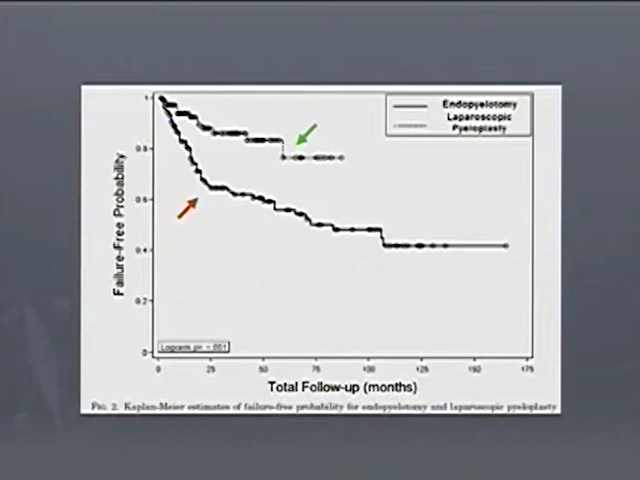 Endopyelotomy
Laparoscopic
Pyeloplasty
Failure-Free Probability
1
0.8
0.6
0.4
0.2
0
Logrank p= <.001
0
25
50
75
100
125
150
175
Total Follow-up (months)
Fig. 2. Kaplan-Meier estimates of failure-free probability for endopyelotomy and laparoscopic pyeloplasty